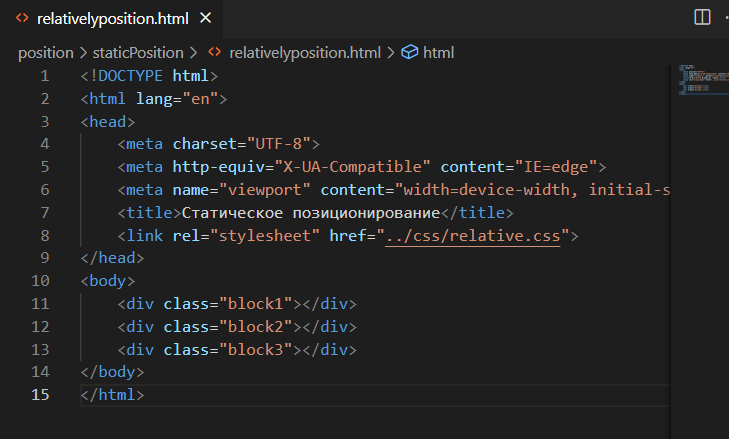 relativelyposition.html
position > staticPosition > relativelyposition.html > html
1 <!DOCTYPE html>
2 <html lang="en">
3 <head>
4 <meta charset="UTF-8">
5 <meta http-equiv="X-UA-Compatible" content="IE=edge">
6 <meta name="viewport" content="width=device-width, initial-s
7 <title>Статическое позиционирование</title>
8 <link rel="stylesheet" href="../css/relative.css">
9 </head>
10 <body>
11 <div class="block1"></div>
12 <div class="block2"></div>
13 <div class="block3"></div>
14 </body>
15 </html>